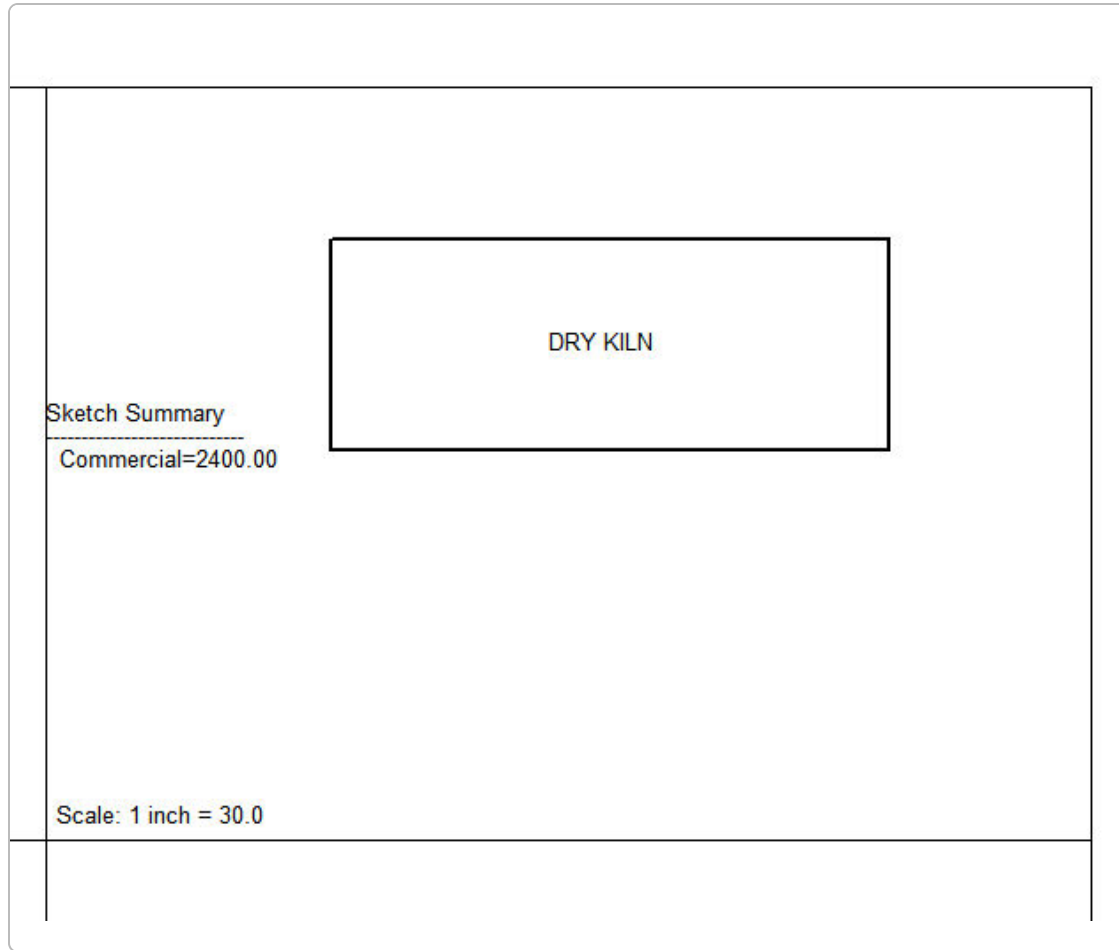 DRY KILN
Sketch Summary
----------------------------
Commercial=2400.00
Scale: 1 inch = 30.0